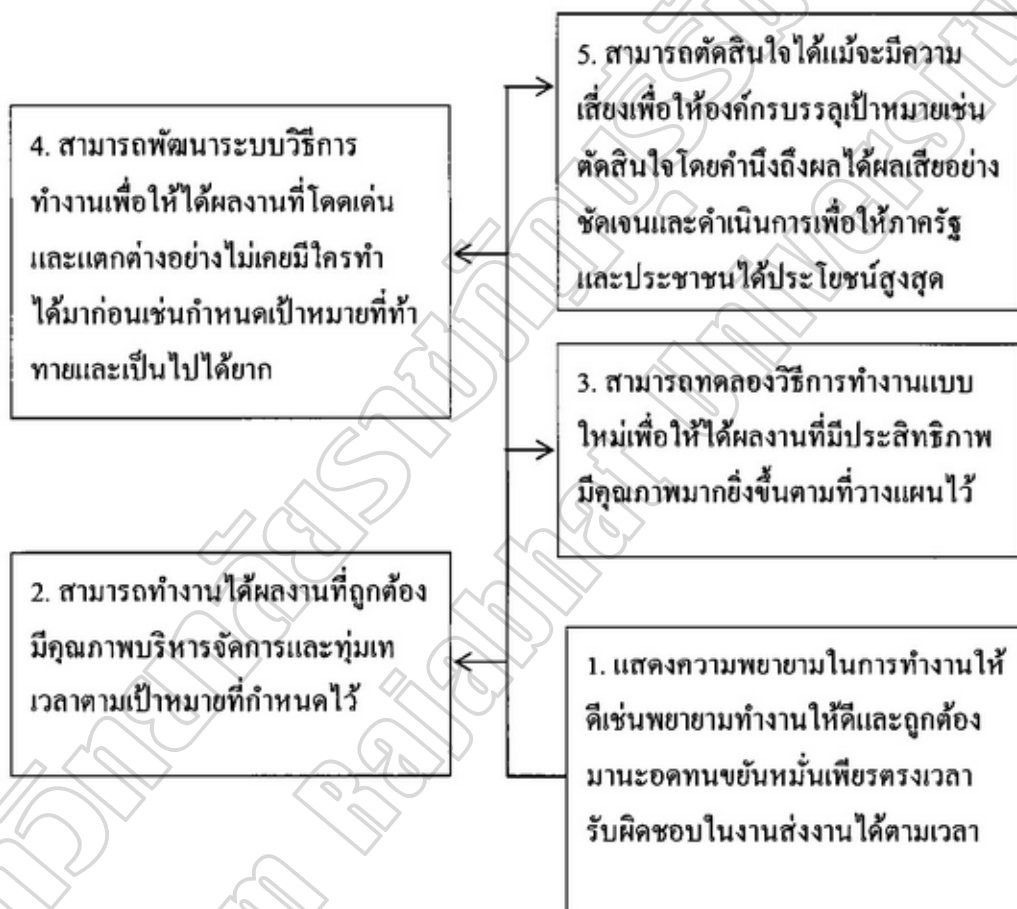 5. สามารถตัดสินใจได้แม้จะมีความ
เสี่ยงเพื่อให้องค์กรบรรลุเป้าหมายเช่น
ตัดสินใจโดยคำนึงถึงผลได้ผลเสียอย่าง
ชัดเจนและดำเนินการเพื่อให้ภาครัฐ
และประชาชนได้ประโยชน์สูงสุด
4. สามารถพัฒนาระบบวิธีการ
ทำงานเพื่อให้ได้ผลงานที่โดดเด่น
และแตกต่างอย่างไม่เคยมีใครทำ
ได้มาก่อนเช่นกำหนดเป้าหมายที่ท้า
ทายและเป็นไปได้ยาก
3. สามารถทดลองวิธีการทำงานแบบ
ใหม่เพื่อให้ได้ผลงานที่มีประสิทธิภาพ
มีคุณภาพมากยิ่งขึ้นตามที่วางแผนไว้
2. สามารถทำงานได้ผลงานที่ถูกต้อง
มีคุณภาพบริหารจัดการและทุ่มเท
เวลาตามเป้าหมายที่กำหนดไว้
1. แสดงความพยายามในการทำงานให้
ดีเช่นพยายามทำงานให้ดีและถูกต้อง
มานะอดทนขยันหมั่นเพียรตรงเวลา
รับผิดชอบในงานส่งงานได้ตามเวลา
Rajabhat University